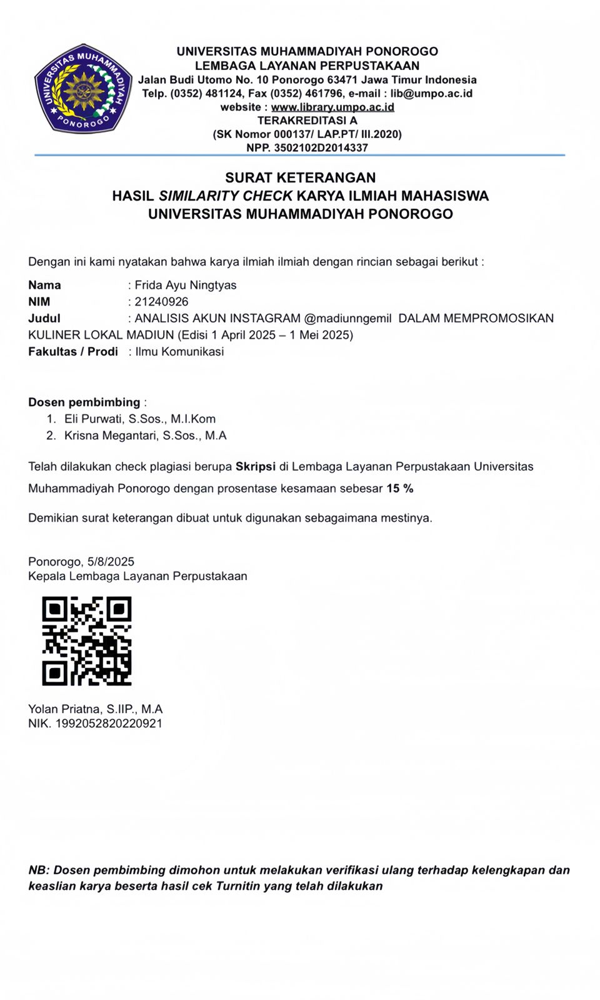 UNIVERSITAS MUHAMMADIYAH
PONOROGO
UNIVERSITAS MUHAMMADIYAH PONOROGO
LEMBAGA LAYANAN PERPUSTAKAAN
Jalan Budi Utomo No. 10 Ponorogo 63471 Jawa Timur Indonesia
Telp. (0352) 481124, Fax (0352) 461796, e-mail : lib@umpo.ac.id
website : www.library.umpo.ac.id
TERAKREDITASI A
(SK Nomor 000137/ LAP.PT/ III.2020)
NPP. 3502102D2014337
SURAT KETERANGAN
HASIL SIMILARITY CHECK KARYA ILMIAH MAHASISWA
UNIVERSITAS MUHAMMADIYAH PONOROGO
Dengan ini kami nyatakan bahwa karya ilmiah ilmiah dengan rincian sebagai berikut :
Nama : Frida Ayu Ningtyas
NIM : 21240926
Judul : ANALISIS AKUN INSTAGRAM @madiunngemil DALAM MEMPROMOSIKAN
KULINER LOKAL MADIUN (Edisi 1 April 2025 – 1 Mei 2025)
Fakultas / Prodi : Ilmu Komunikasi
Dosen pembimbing :
1. Eli Purwati, S.Sos., M.I.Kom
2. Krisna Megantari, S.Sos., M.A
Telah dilakukan check plagiasi berupa Skripsi di Lembaga Layanan Perpustakaan Universitas
Muhammadiyah Ponorogo dengan prosentase kesamaan sebesar 15 %
Demikian surat keterangan dibuat untuk digunakan sebagaimana mestinya.
Ponorogo, 5/8/2025
Kepala Lembaga Layanan Perpustakaan
Yolan Priatna, S.IIP., M.A
NIK. 1992052820220921
NB: Dosen pembimbing dimohon untuk melakukan verifikasi ulang terhadap kelengkapan dan
keaslian karya beserta hasil cek Turnitin yang telah dilakukan